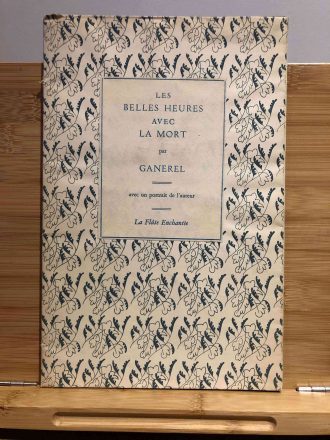 LES
BELLES HEURES
AVEC
LA MORT
par
GANEREL
avec un portrait de l'auteur
La Flûte Enchantée